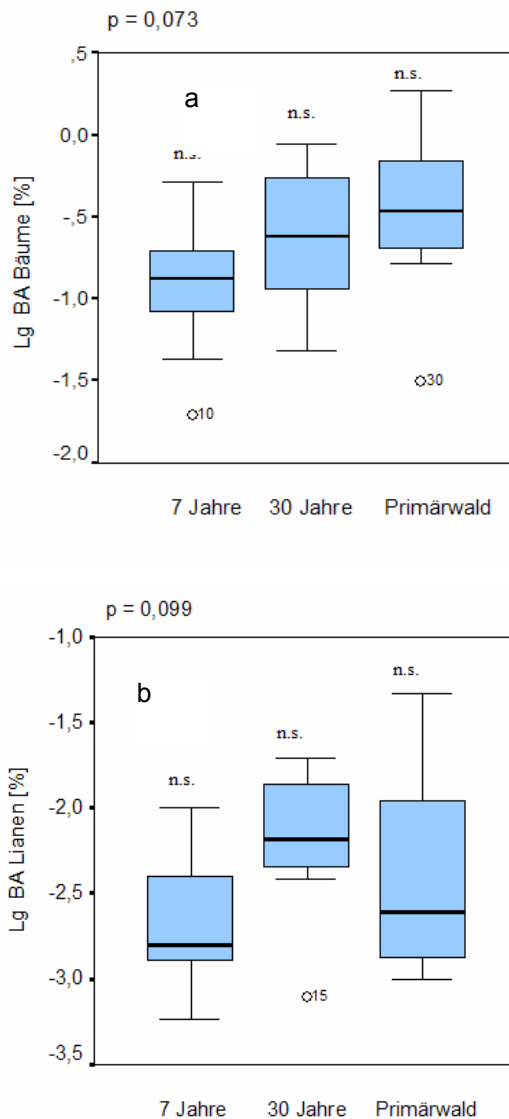 p = 0,073
Lg BA Bäume [%]
,5
0,0
-,5
-1,0
-1,5
-2,0
a
n.s.
n.s.
n.s.
10
30
7 Jahre 30 Jahre Primärwald
p = 0,099
Lg BA Lianen [%]
-1,0
-1,5
-2,0
-2,5
-3,0
-3,5
b
n.s.
n.s.
n.s.
15
7 Jahre 30 Jahre Primärwald